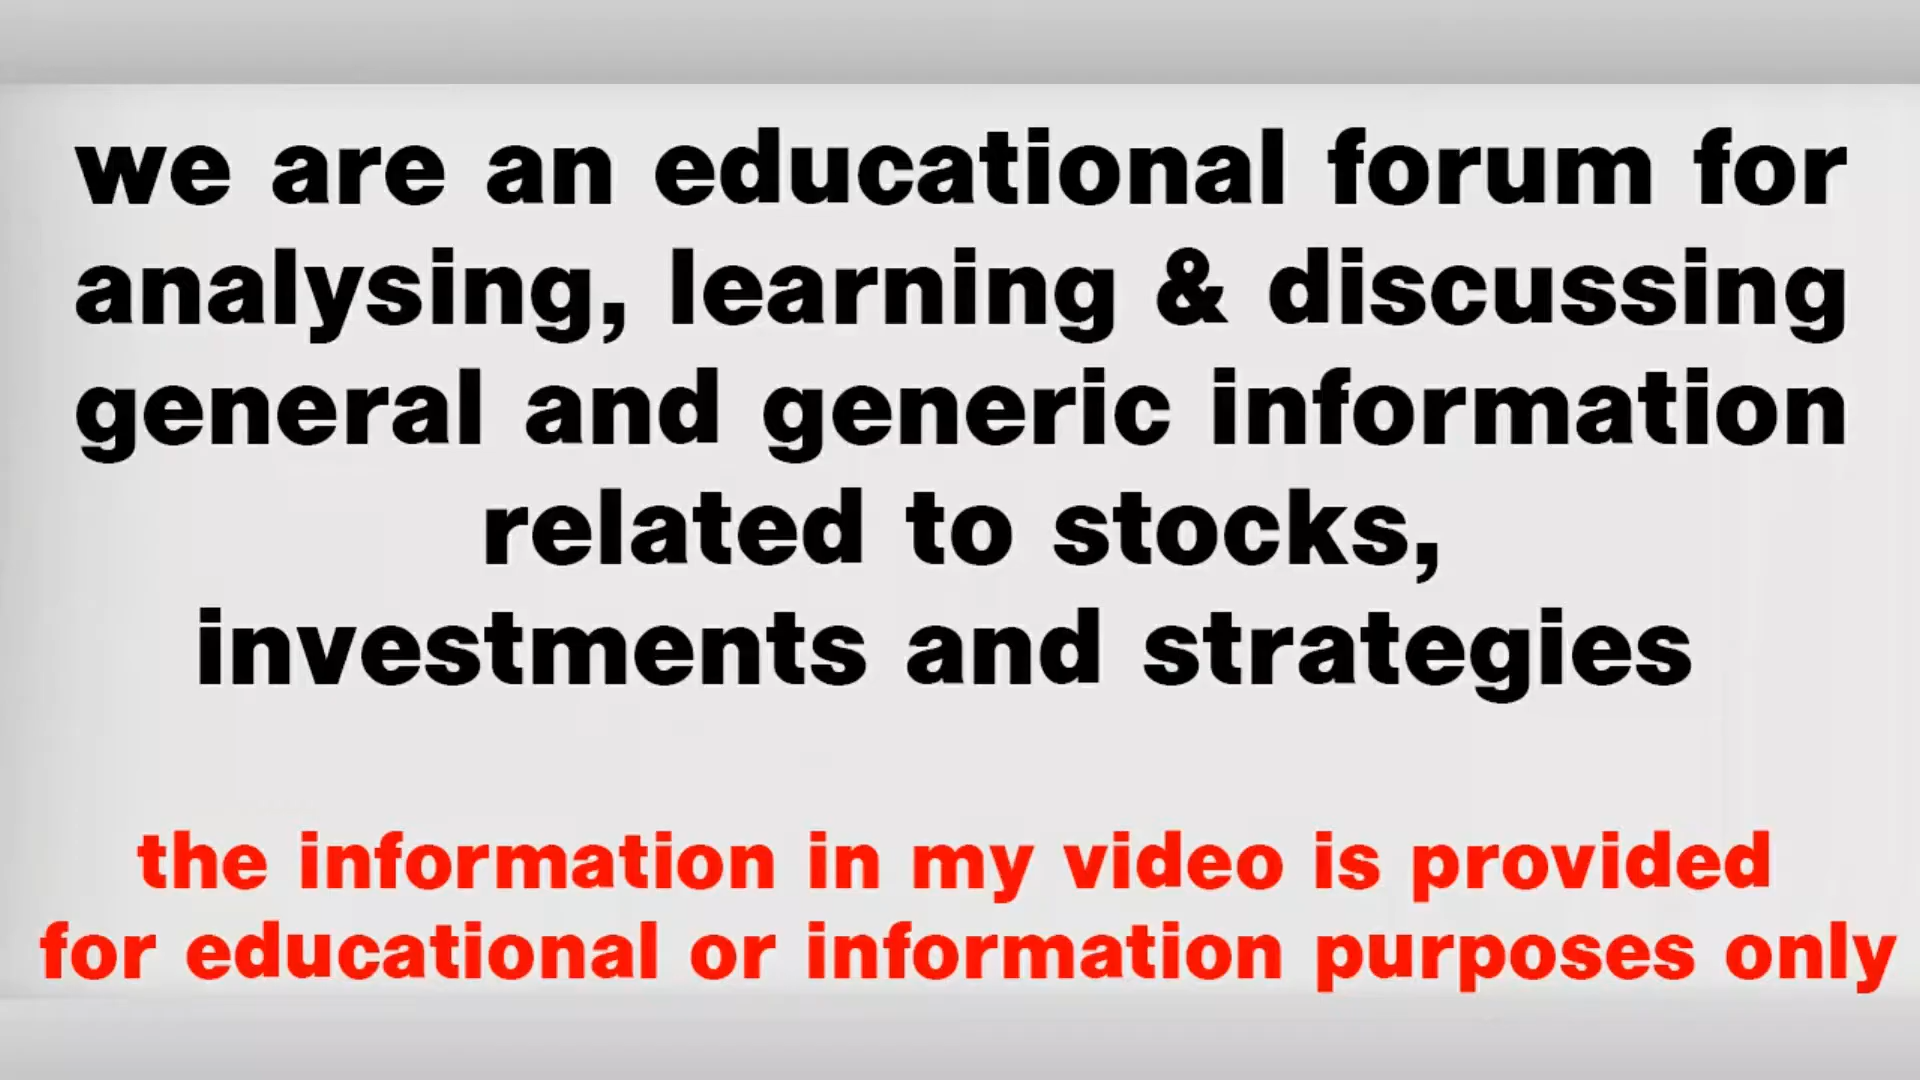 we are an educational forum for
analysing, learning & discussing
general and generic information
related to stocks,
investments and strategies
the information in my video is provided
for educational or information purposes only